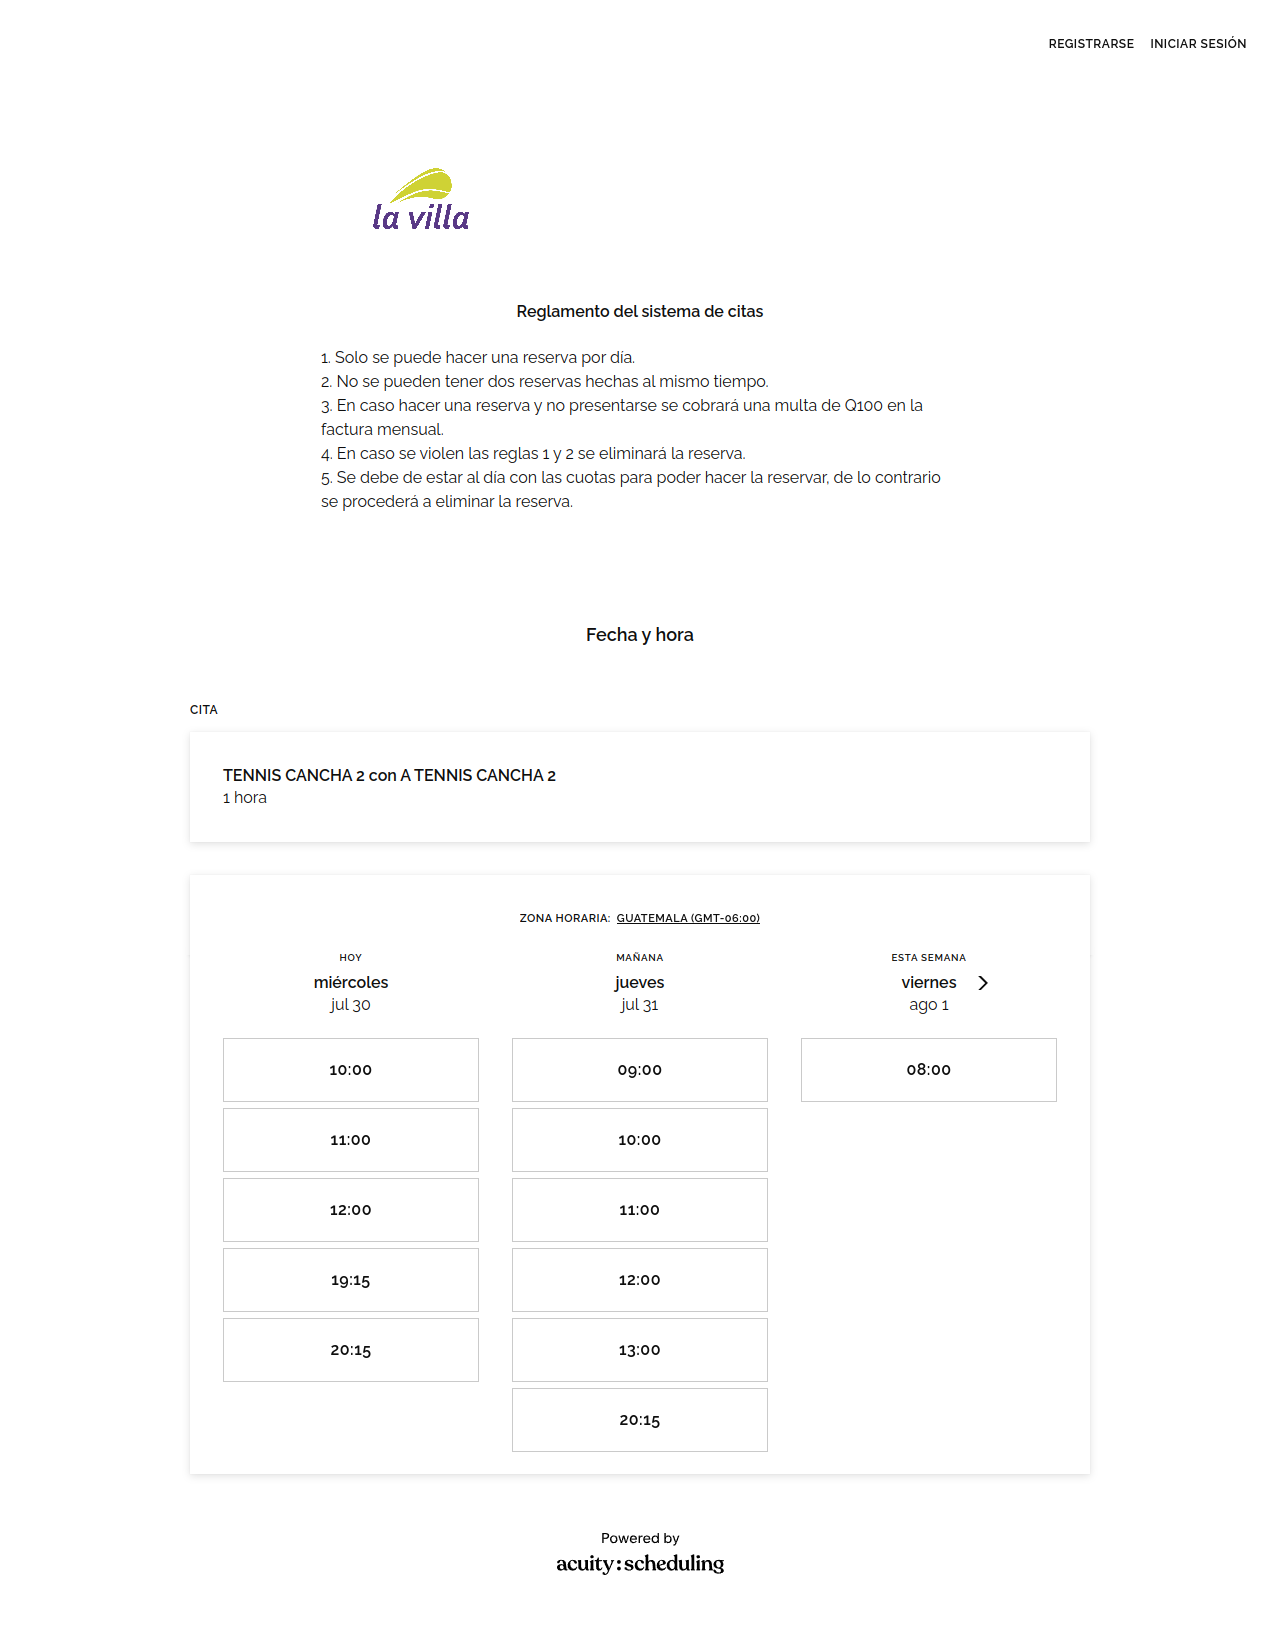 REGISTRARSE INICIAR SESIÓN
la villa
Reglamento del sistema de citas
1. Solo se puede hacer una reserva por día.
2. No se pueden tener dos reservas hechas al mismo tiempo.
3. En caso hacer una reserva y no presentarse se cobrará una multa de Q100 en la
factura mensual.
4. En caso se violen las reglas 1 y 2 se eliminará la reserva.
5. Se debe de estar al día con las cuotas para poder hacer la reservar, de lo contrario
se procederá a eliminar la reserva.
Fecha y hora
CITA
TENNIS CANCHA 2 con A TENNIS CANCHA 2
1 hora
ZONA HORARIA: GUATEMALA (GMT-06:00)
HOY
miércoles
jul 30
10:00
11:00
12:00
19:15
20:15
MAÑANA
jueves
jul 31
09:00
10:00
11:00
12:00
13:00
20:15
ESTA SEMANA
viernes
ago 1
08:00
Powered by
acuity:scheduling